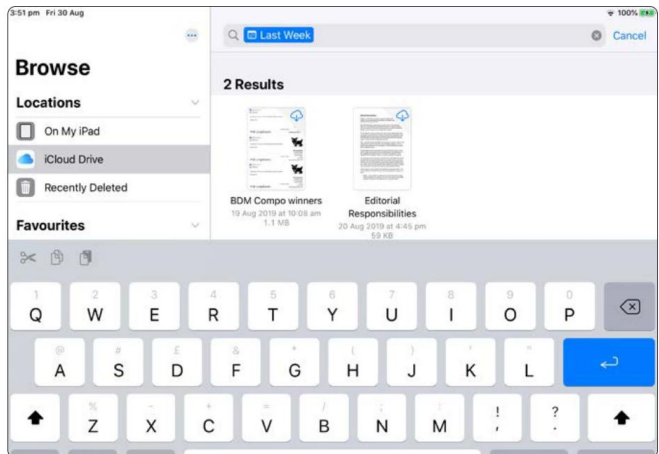 3:51 pm Fri 30 Aug
100%
Last Week
Cancel
Browse
2 Results
Locations
On My iPad
iCloud Drive
Recently Deleted
Favourites
BDM Compo winners
19 Aug 2019 at 10:08 am
1.1 MB
Editorial
Responsibilities
20 Aug 2019 at 4:45 pm
59 KB
1 2 3 4 5 6 7 8 9 0
Q W E R T Y U I O P
@ # £ & * ( ) ' "
A S D F G H J K L
% - + = / ; : ! ?
Z X C V B N M , .